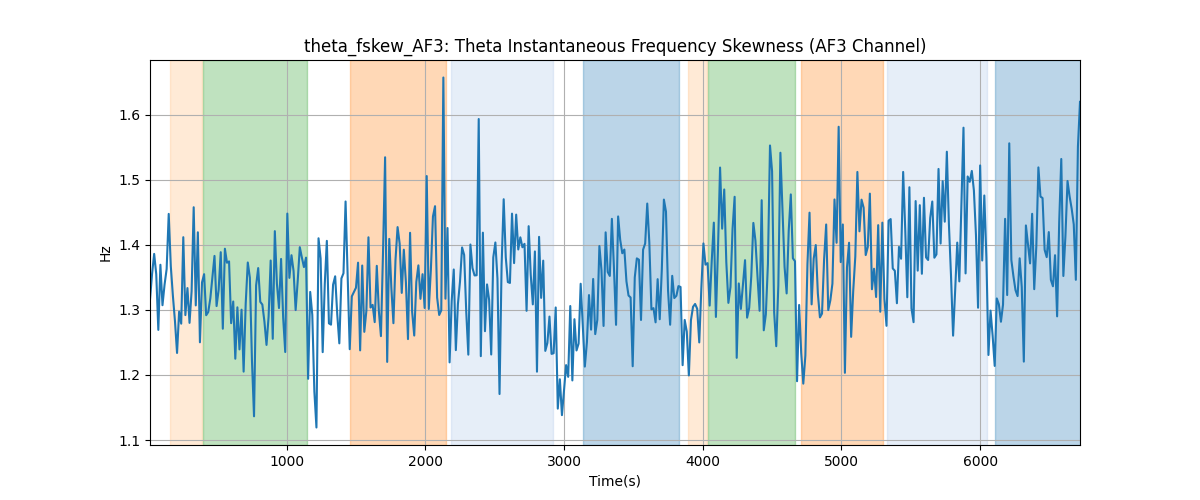 theta_fskew_AF3: Theta Instantaneous Frequency Skewness (AF3 Channel)
Hz
1.6
1.5
1.4
1.3
1.2
1.1
1000 2000 3000 4000 5000 6000
Time(s)